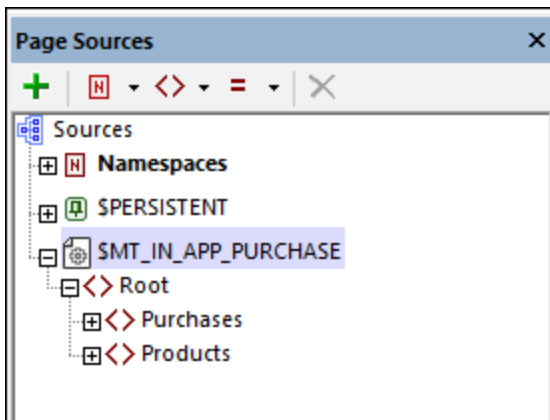 Page Sources
Sources
Namespaces
$PERSISTENT
$MT_IN_APP_PURCHASE
Root
Purchases
Products